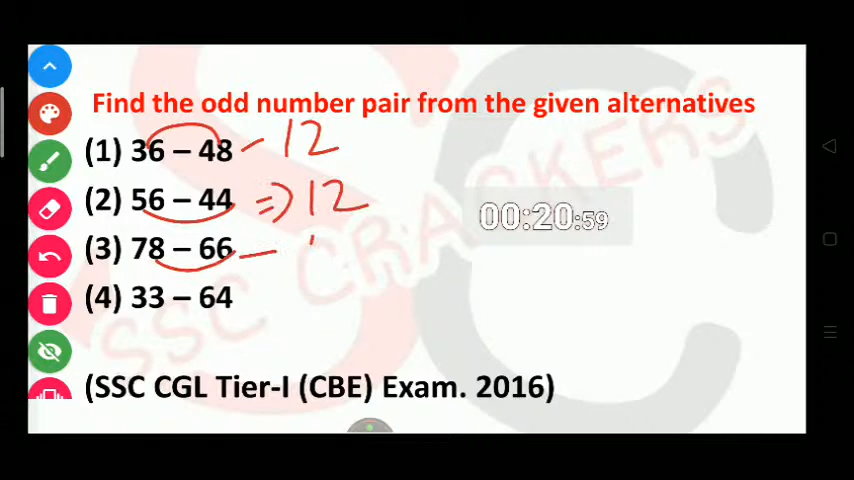 Find the odd number pair from the given alternatives
(1) 36 – 48 – 12
(2) 56 – 44 ⇒ 12
(3) 78 – 66 –
(4) 33 – 64
00:20:59
SSC CRACKERS
(SSC CGL Tier-I (CBE) Exam. 2016)